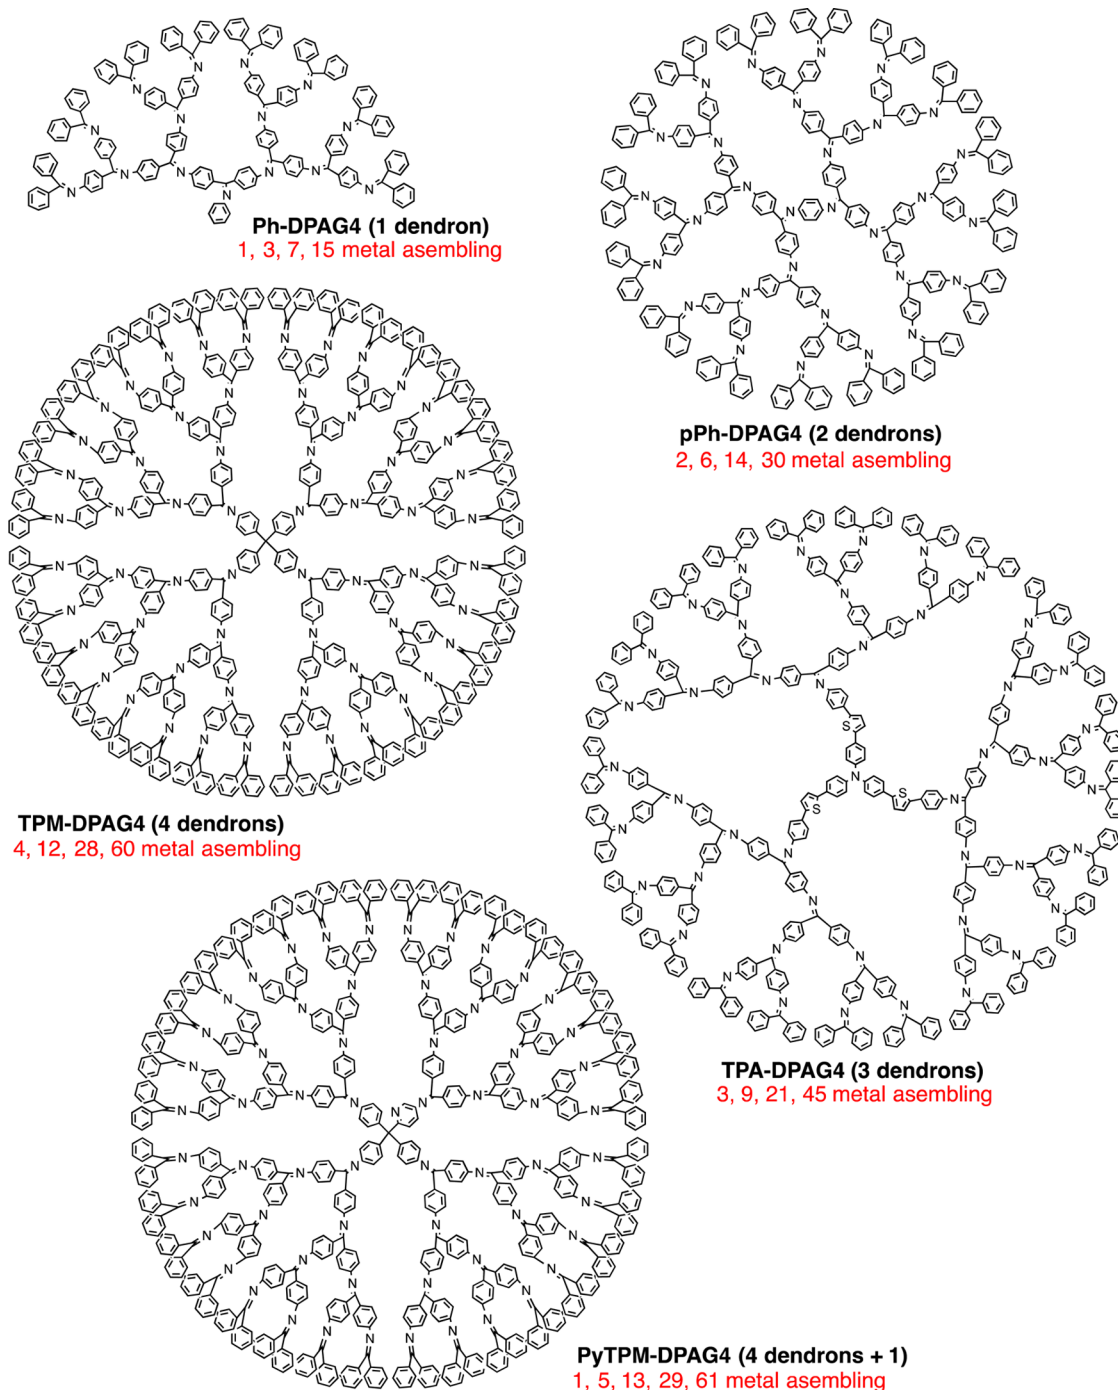 Ph-DPAG4 (1 dendron)
1, 3, 7, 15 metal asembling
pPh-DPAG4 (2 dendrons)
2, 6, 14, 30 metal asembling
TPM-DPAG4 (4 dendrons)
4, 12, 28, 60 metal asembling
TPA-DPAG4 (3 dendrons)
3, 9, 21, 45 metal asembling
PyTPM-DPAG4 (4 dendrons + 1)
1, 5, 13, 29, 61 metal asembling